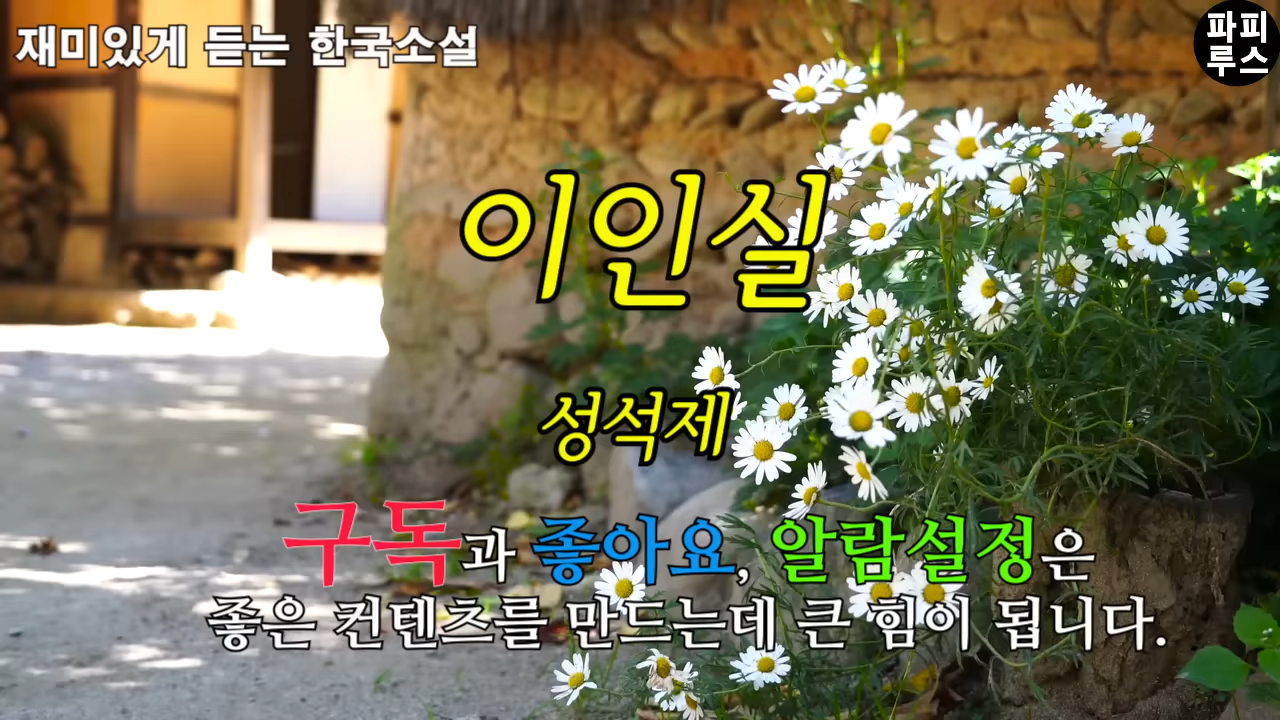 재미있게 듣는 한국소설
파피
루스
이인실
성석제
구독과 좋아요, 알람설정은
좋은 컨텐츠를 만드는데 큰 힘이 됩니다.